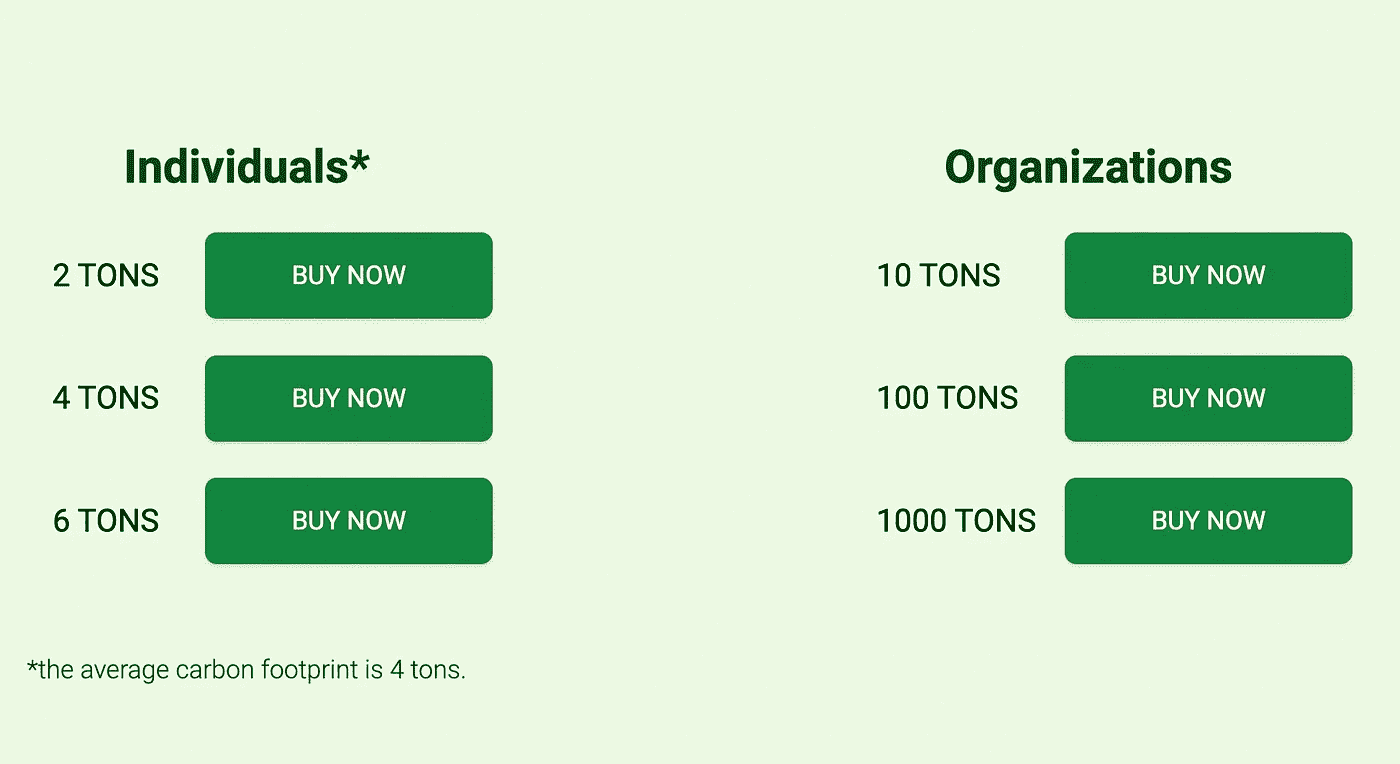 Individuals*
2 TONS BUY NOW
4 TONS BUY NOW
6 TONS BUY NOW
*the average carbon footprint is 4 tons.
Organizations
10 TONS BUY NOW
100 TONS BUY NOW
1000 TONS BUY NOW